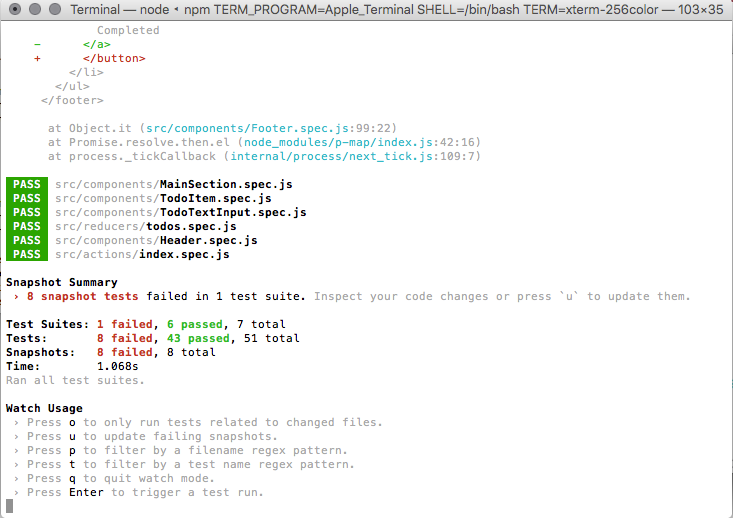 Terminal — node ◂ npm TERM_PROGRAM=Apple_Terminal SHELL=/bin/bash TERM=xterm-256color — 103×35
Completed
- </a>
+ </button>
</li>
</ul>
</footer>
at Object.it (src/components/Footer.spec.js:99:22)
at Promise.resolve.then.el (node_modules/p-map/index.js:42:16)
at process._tickCallback (internal/process/next_tick.js:109:7)
PASS src/components/MainSection.spec.js
PASS src/components/TodoItem.spec.js
PASS src/components/TodoTextInput.spec.js
PASS src/reducers/todos.spec.js
PASS src/components/Header.spec.js
PASS src/actions/index.spec.js
Snapshot Summary
› 8 snapshot tests failed in 1 test suite. Inspect your code changes or press `u` to update them.
Test Suites: 1 failed, 6 passed, 7 total
Tests: 8 failed, 43 passed, 51 total
Snapshots: 8 failed, 8 total
Time: 1.068s
Ran all test suites.
Watch Usage
› Press o to only run tests related to changed files.
› Press u to update failing snapshots.
› Press p to filter by a filename regex pattern.
› Press t to filter by a test name regex pattern.
› Press q to quit watch mode.
› Press Enter to trigger a test run.